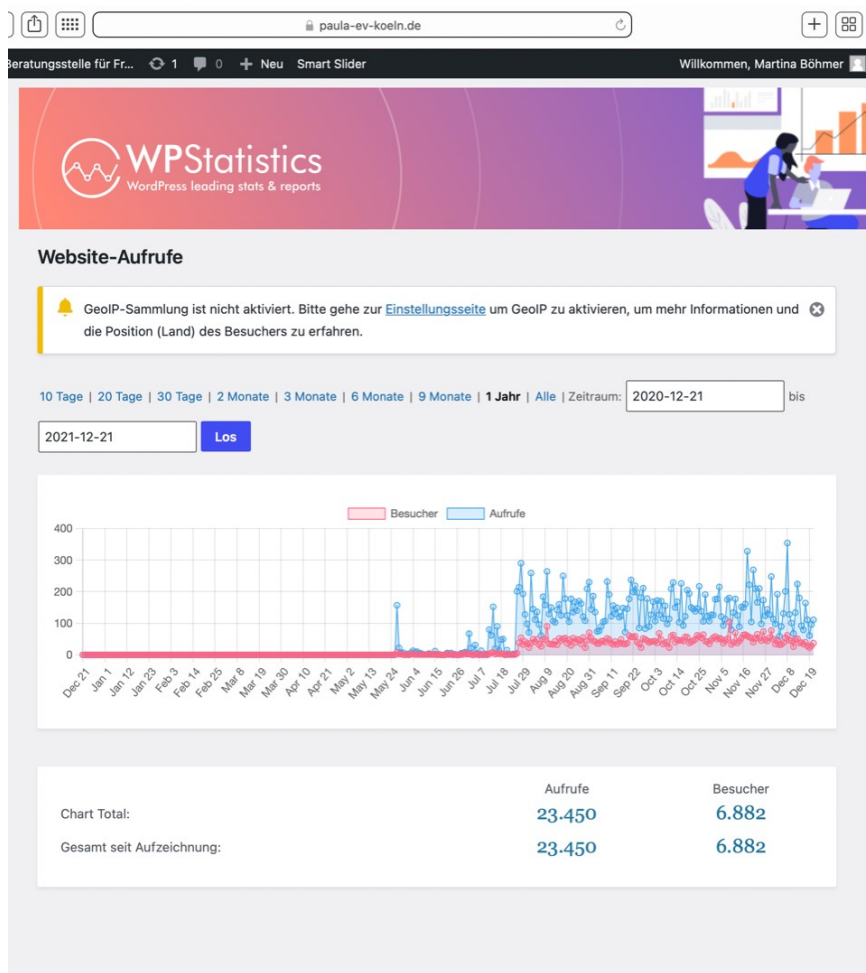 paula-ev-koeln.de
Beratungsstelle für Fr... 1 0 Neu Smart Slider Willkommen, Martina Böhmer
WPStatistics
WordPress leading stats & reports
Website-Aufrufe
GeoIP-Sammlung ist nicht aktiviert. Bitte gehe zur Einstellungsseite um GeoIP zu aktivieren, um mehr Informationen und
die Position (Land) des Besuchers zu erfahren.
10 Tage | 20 Tage | 30 Tage | 2 Monate | 3 Monate | 6 Monate | 9 Monate | 1 Jahr | Alle | Zeitraum: 2020-12-21 bis
2021-12-21 Los
Besucher Aufrufe
400
300
200
100
0
Dec 21 Jan 1 Jan 12 Jan 23 Feb 3 Feb 14 Feb 25 Mar 8 Mar 19 Mar 30 Apr 10 Apr 21 May 2 May 13 May 24 Jun 4 Jun 15 Jun 26 Jul 7 Jul 18 Jul 29 Aug 9 Aug 20 Aug 31 Sep 11 Sep 22 Oct 3 Oct 14 Oct 25 Nov 5 Nov 16 Nov 27 Dec 8 Dec 19
Aufrufe Besucher
Chart Total: 23.450 6.882
Gesamt seit Aufzeichnung: 23.450 6.882